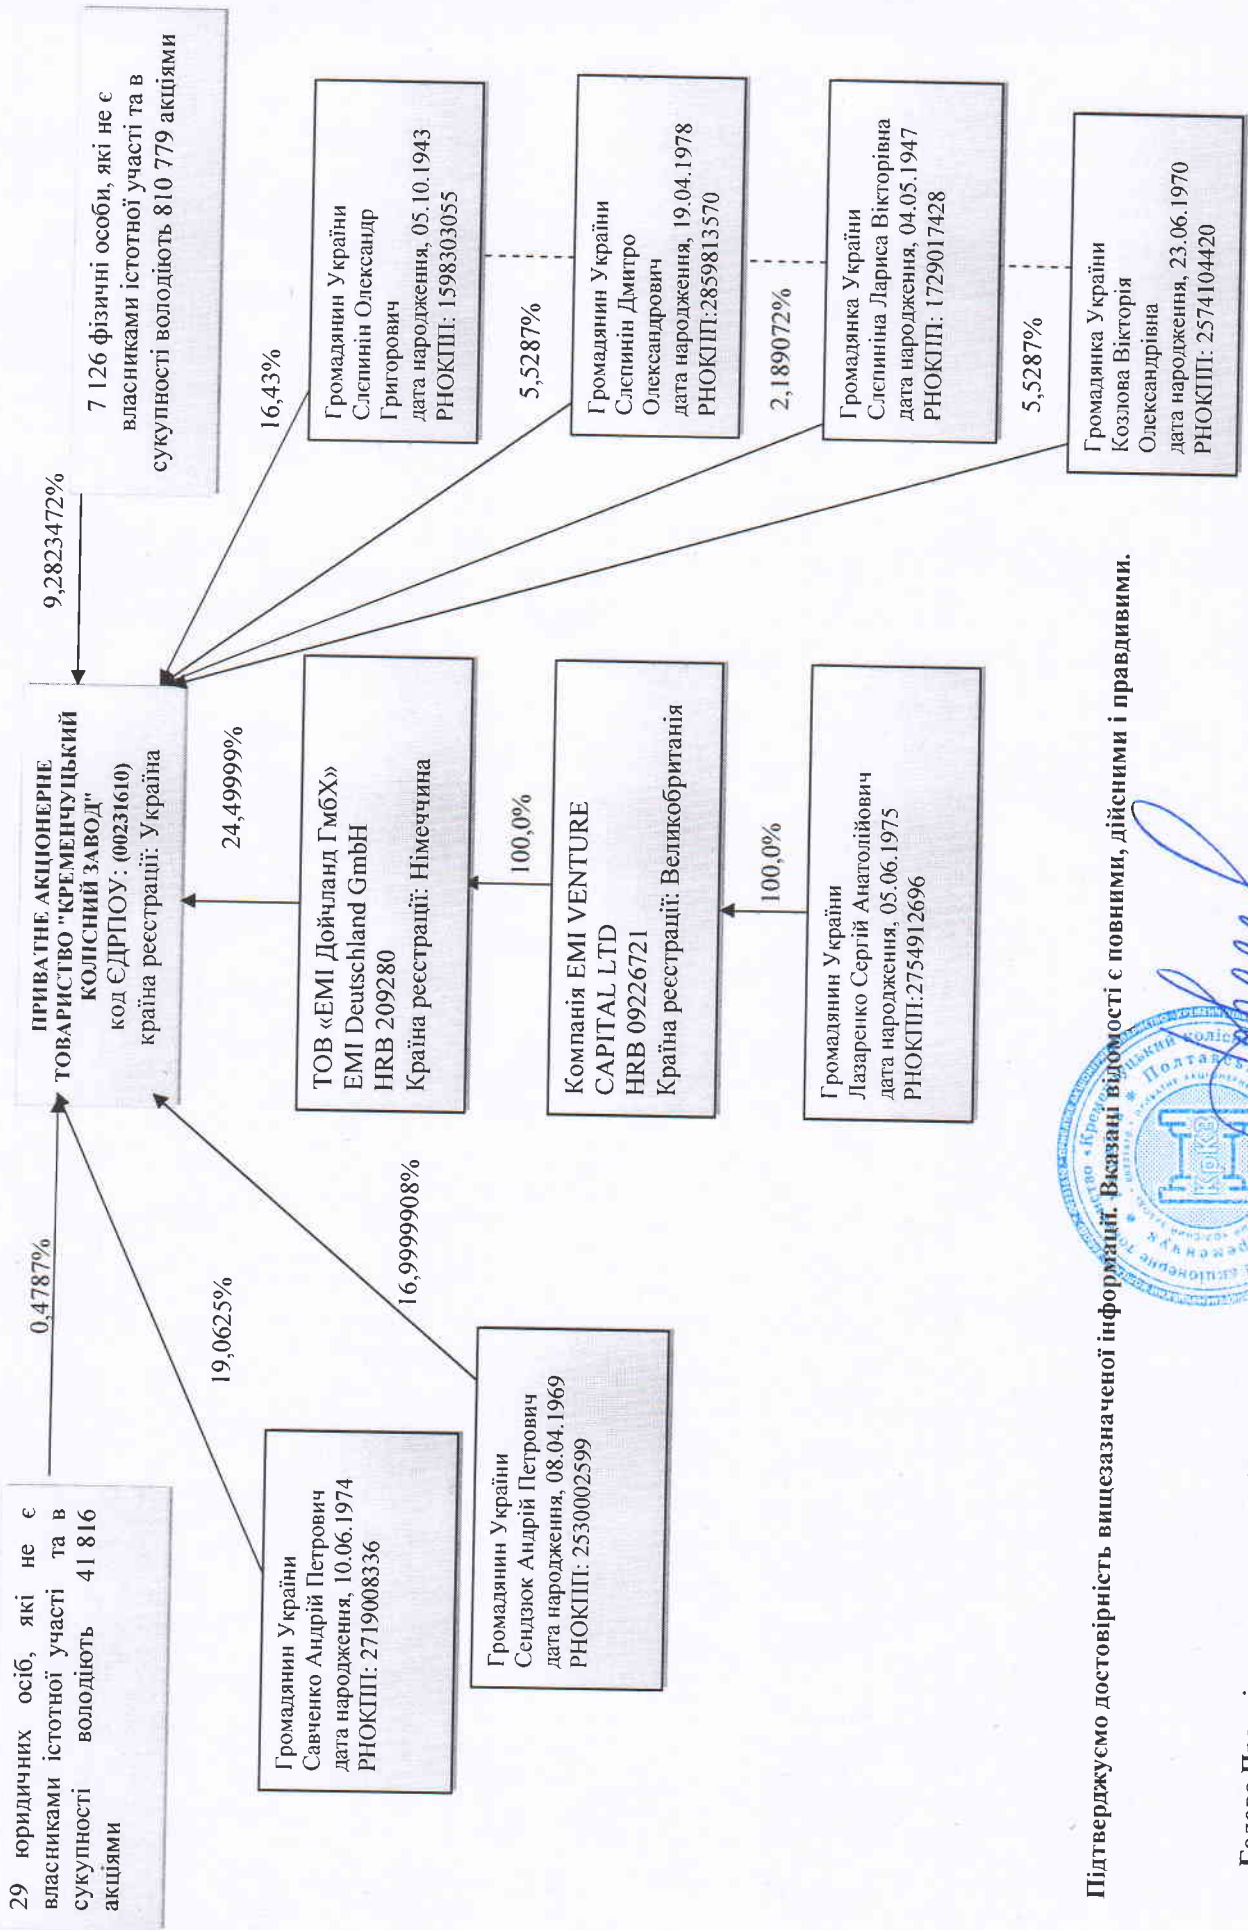 29 юридичних осіб, які не є
власниками істотної участі та в
сукупності володіють 41 816
акціями
0,4787%
ПРИВАТНЕ АКЦІОНЕРНЕ
ТОВАРИСТВО "КРЕМЕНЧУЦЬКИЙ
КОЛІСНИЙ ЗАВОД"
код ЄДРПОУ: (00231610)
країна реєстрації: Україна
9,2823472%
7 126 фізичні особи, які не є
власниками істотної участі та в
сукупності володіють 810 779 акціями
19,0625%
16,9999908%
24,49999%
16,43%
Громадянин України
Савченко Андрій Петрович
дата народження, 10.06.1974
РНОКПП: 2719008336
Громадянин України
Сендзюк Андрій Петрович
дата народження, 08.04.1969
РНОКПП: 2530002599
ТОВ «ЕМІ Дойчланд ГмбХ»
EMI Deutschland GmbH
HRB 209280
Країна реєстрації: Німеччина
100,0%
Компанія EMI VENTURE
CAPITAL LTD
HRB 09226721
Країна реєстрації: Великобританія
100,0%
Громадянин України
Лазаренко Сергій Анатолійович
дата народження, 05.06.1975
РНОКПП:2754912696
Громадянин України
Слєпинін Олександр
Григорович
дата народження, 05.10.1943
РНОКПП: 1598303055
5,5287%
Громадянин України
Слєпинін Дмитро
Олександрович
дата народження, 19.04.1978
РНОКПП:2859813570
2,189072%
Громадянка України
Слєпиніна Лариса Вікторівна
дата народження, 04.05.1947
РНОКПП: 1729017428
5,5287%
Громадянка України
Козлова Вікторія
Олександрівна
дата народження, 23.06.1970
РНОКПП: 2574104420
Підтверджуємо достовірність вищезазначеної інформації. Вказані відомості є повними, дійсними і правдивими.
КрКЗ